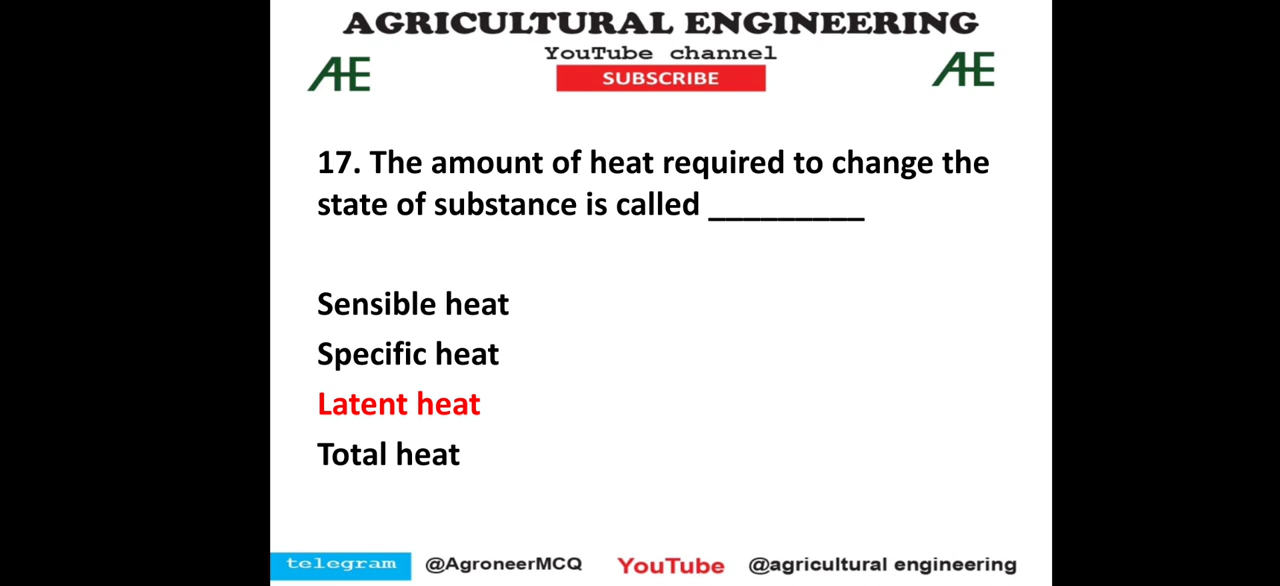 AGRICULTURAL ENGINEERING
YouTube channel
AE SUBSCRIBE AE
17. The amount of heat required to change the
state of substance is called _________
Sensible heat
Specific heat
Latent heat
Total heat
telegram @AgroneerMCQ YouTube @agricultural engineering